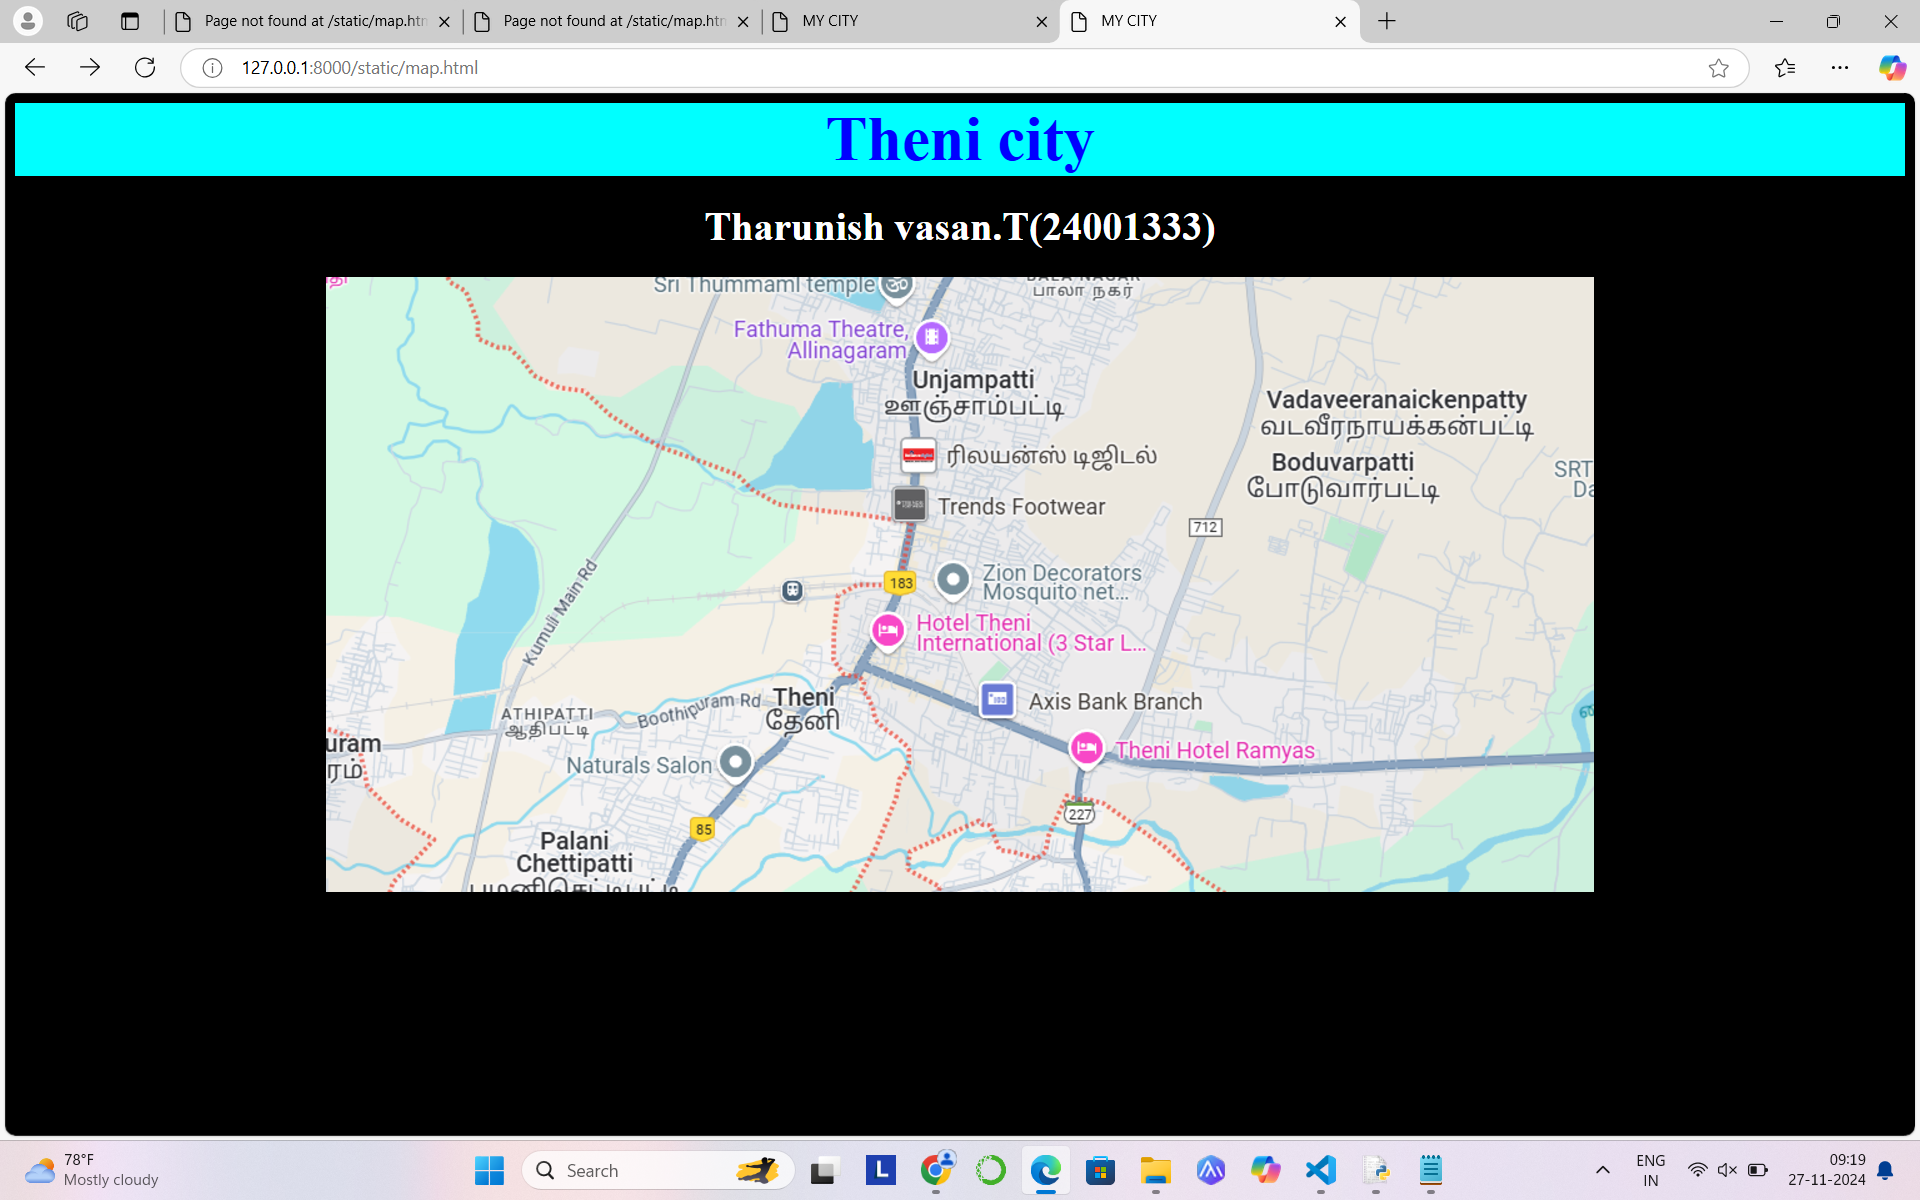 Page not found at /static/map.htm
Page not found at /static/map.htm
MY CITY
MY CITY
127.0.0.1:8000/static/map.html
Theni city
Tharunish vasan.T(24001333)
Sri Thummaml temple
பாலா நகர்
Fathuma Theatre,
Allinagaram
Unjampatti
ஊஞ்சாம்பட்டி
Vadaveeranaickenpatty
வடவீரநாயக்கன்பட்டி
ரிலயன்ஸ் டிஜிடல்
Boduvarpatti
போடுவார்பட்டி
SRT
Da
Trends Footwear
712
Kumuli Main Rd
183
Zion Decorators
Mosquito net...
Hotel Theni
International (3 Star L...
Theni
தேனி
Axis Bank Branch
ATHIPATTI
ஆதிபட்டி
Boothipuram Rd
uram
ரம்
Naturals Salon
Theni Hotel Ramyas
85
227
Palani
Chettipatti
78°F
Mostly cloudy
Search
ENG
IN
09:19
27-11-2024